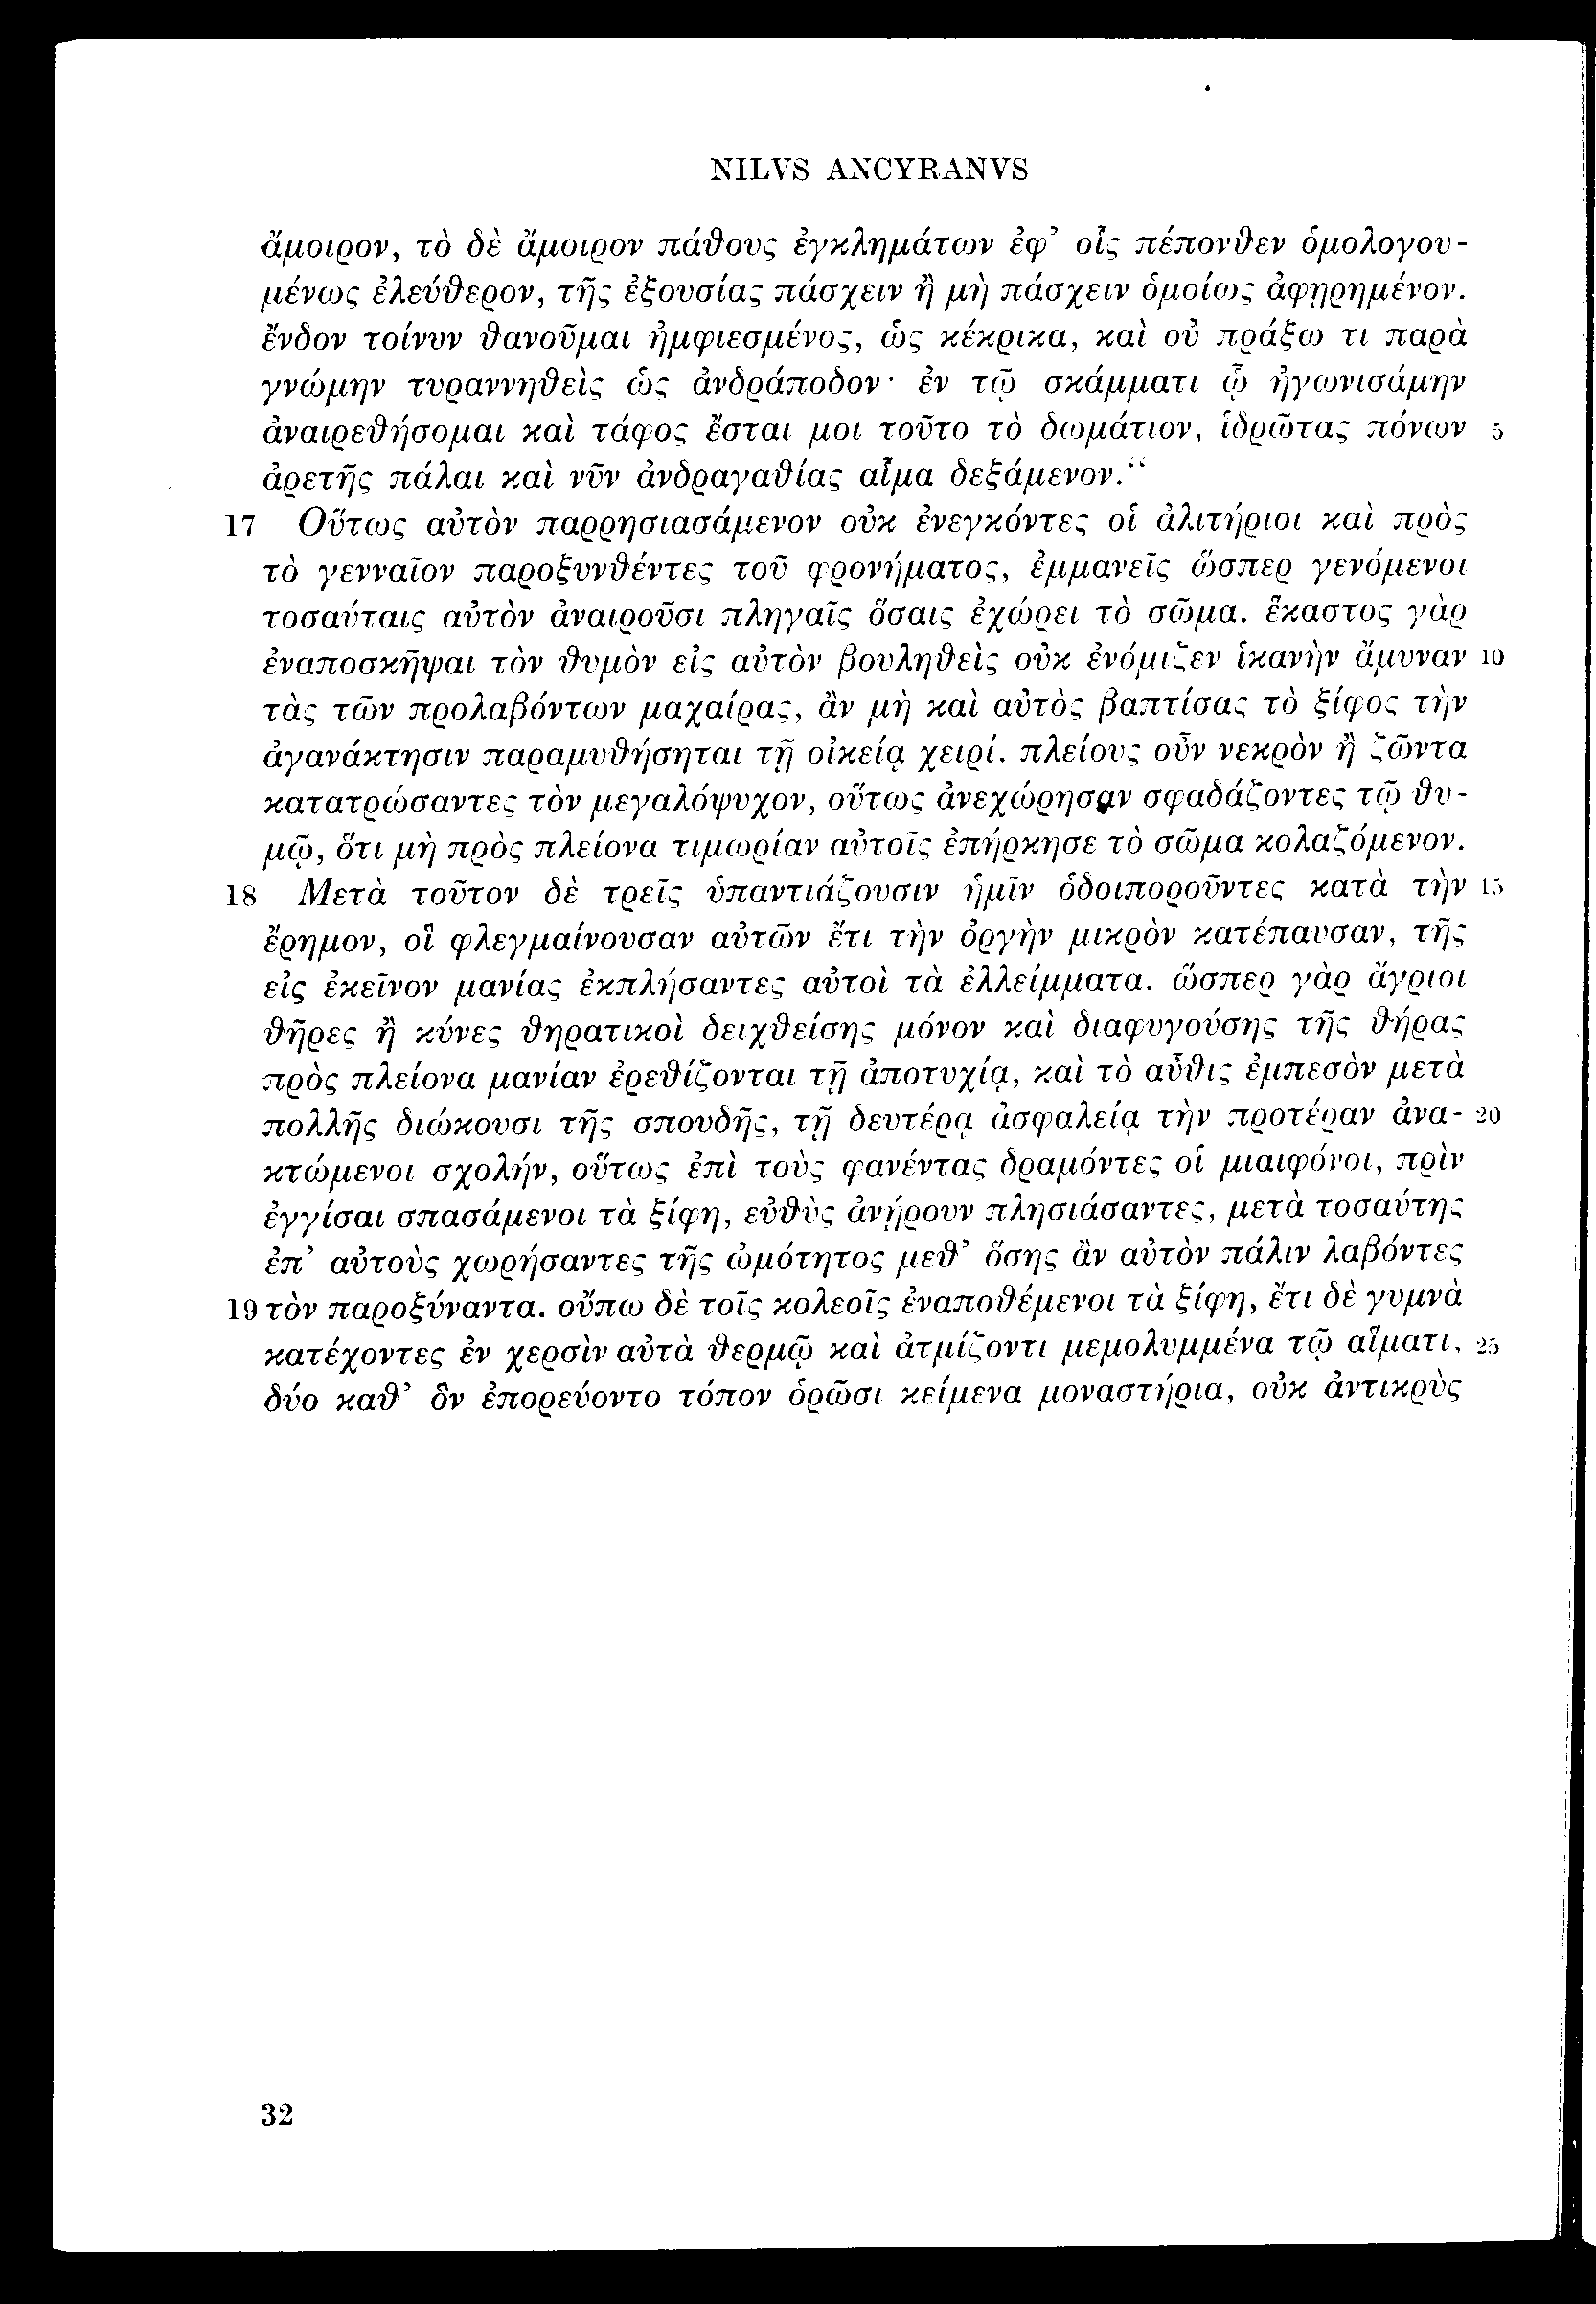 NILVS ANCYRANVS
ἄμοιρον, τὸ δὲ ἄμοιρον πάθους ἐγκλημάτων ἐφ’ οἷς πέπονθεν ὁμολογου-
μένως ἐλεύθερον, τῆς ἐξουσίας πάσχειν ἢ μὴ πάσχειν ὁμοίως ἀφῃρημένον.
ἔνδον τοίνυν θανοῦμαι ἠμφιεσμένος, ὡς κέκρικα, καὶ οὐ πράξω τι παρὰ
γνώμην τυραννηθεὶς ὡς ἀνδράποδον· ἐν τῷ σκάμματι ᾧ ἠγωνισάμην
ἀναιρεθήσομαι καὶ τάφος ἔσται μοι τοῦτο τὸ δωμάτιον, ἱδρῶτας πόνων 5
ἀρετῆς πάλαι καὶ νῦν ἀνδραγαθίας αἷμα δεξάμενον.“
17 Οὕτως αὐτὸν παρρησιασάμενον οὐκ ἐνεγκόντες οἱ ἀλιτήριοι καὶ πρὸς
τὸ γενναῖον παροξυνθέντες τοῦ φρονήματος, ἐμμανεῖς ὥσπερ γενόμενοι
τοσαύταις αὐτὸν ἀναιροῦσι πληγαῖς ὅσαις ἐχώρει τὸ σῶμα. ἕκαστος γὰρ
ἐναποσκῆψαι τὸν θυμὸν εἰς αὐτὸν βουληθεὶς οὐκ ἐνόμιζεν ἱκανὴν ἄμυναν 10
τὰς τῶν προλαβόντων μαχαίρας, ἂν μὴ καὶ αὐτὸς βαπτίσας τὸ ξίφος τὴν
ἀγανάκτησιν παραμυθήσηται τῇ οἰκείᾳ χειρί. πλείους οὖν νεκρὸν ἢ ζῶντα
κατατρώσαντες τὸν μεγαλόψυχον, οὕτως ἀνεχώρησαν σφαδάζοντες τῷ θυ-
μῷ, ὅτι μὴ πρὸς πλείονα τιμωρίαν αὐτοῖς ἐπήρκησε τὸ σῶμα κολαζόμενον.
18 Μετὰ τοῦτον δὲ τρεῖς ὑπαντιάζουσιν ἡμῖν ὁδοιποροῦντες κατὰ τὴν 15
ἔρημον, οἳ φλεγμαίνουσαν αὐτῶν ἔτι τὴν ὀργὴν μικρὸν κατέπαυσαν, τῆς
εἰς ἐκεῖνον μανίας ἐκπλήσαντες αὐτοὶ τὰ ἐλλείμματα. ὥσπερ γὰρ ἄγριοι
θῆρες ἢ κύνες θηρατικοὶ δειχθείσης μόνον καὶ διαφυγούσης τῆς θήρας
πρὸς πλείονα μανίαν ἐρεθίζονται τῇ ἀποτυχίᾳ, καὶ τὸ αὖθις ἐμπεσὸν μετὰ
πολλῆς διώκουσι τῆς σπουδῆς, τῇ δευτέρᾳ ἀσφαλείᾳ τὴν προτέραν ἀνα- 20
κτώμενοι σχολήν, οὕτως ἐπὶ τοὺς φανέντας δραμόντες οἱ μιαιφόνοι, πρὶν
ἐγγίσαι σπασάμενοι τὰ ξίφη, εὐθὺς ἀνῄρουν πλησιάσαντες, μετὰ τοσαύτης
ἐπ’ αὐτοὺς χωρήσαντες τῆς ὠμότητος μεθ’ ὅσης ἂν αὐτὸν πάλιν λαβόντες
19 τὸν παροξύναντα. οὔπω δὲ τοῖς κολεοῖς ἐναποθέμενοι τὰ ξίφη, ἔτι δὲ γυμνὰ
κατέχοντες ἐν χερσὶν αὐτὰ θερμῷ καὶ ἀτμίζοντι μεμολυμμένα τῷ αἵματι, 25
δύο καθ’ ὃν ἐπορεύοντο τόπον ὁρῶσι κείμενα μοναστήρια, οὐκ ἀντικρὺς
32